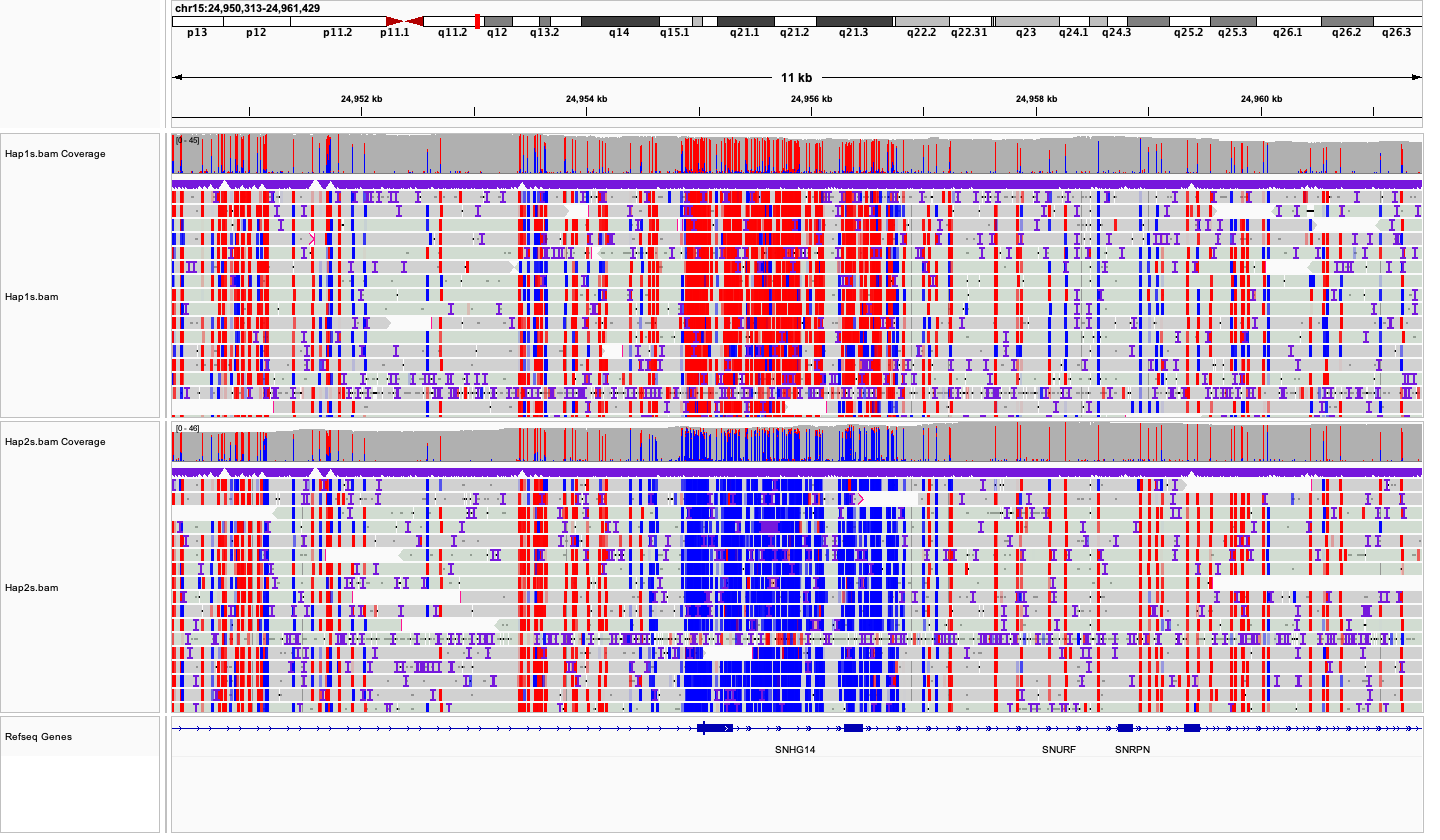 chr15:24,950,313-24,961,429
p13 p12 p11.2 p11.1 q11.2 q12 q13.2 q14 q15.1 q21.1 q21.2 q21.3 q22.2 q22.31 q23 q24.1 q24.3 q25.2 q25.3 q26.1 q26.2 q26.3
11 kb
24,952 kb 24,954 kb 24,956 kb 24,958 kb 24,960 kb
[0 - 45]
Hap1s.bam Coverage
Hap1s.bam
[0 - 46]
Hap2s.bam Coverage
Hap2s.bam
Refseq Genes
SNHG14 SNURF SNRPN